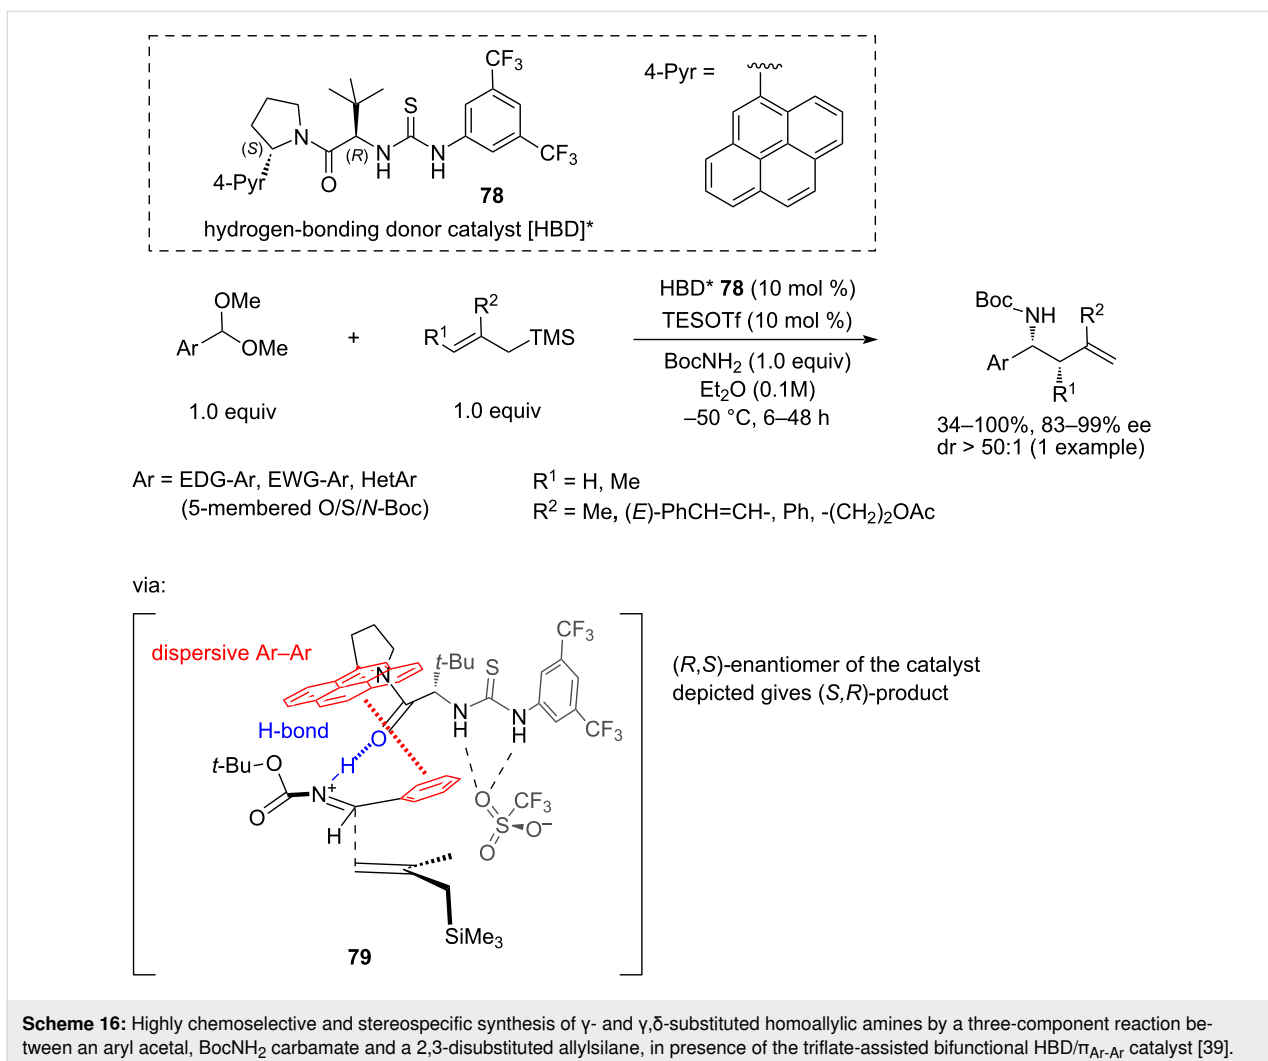 CF3
4-Pyr =
S
N
(S)
(R)
N
H
N
H
CF3
4-Pyr
O
78
hydrogen-bonding donor catalyst [HBD]*
OMe
Ar
OMe
+
R2
R1
TMS
HBD* 78 (10 mol %)
TESOTf (10 mol %)
BocNH2 (1.0 equiv)
Et2O (0.1M)
–50 °C, 6–48 h
Boc
NH
R2
Ar
R1
1.0 equiv
1.0 equiv
34–100%, 83–99% ee
dr > 50:1 (1 example)
Ar = EDG-Ar, EWG-Ar, HetAr
(5-membered O/S/N-Boc)
R1 = H, Me
R2 = Me, (E)-PhCH=CH-, Ph, -(CH2)2OAc
via:
dispersive Ar–Ar
CF3
t-Bu
S
N
N
H
N
H
CF3
H-bond
O
H
t-Bu
O
N+
O
H
O
CF3
S
O–
O
SiMe3
79
(R,S)-enantiomer of the catalyst
depicted gives (S,R)-product
Scheme 16: Highly chemoselective and stereospecific synthesis of γ- and γ,δ-substituted homoallylic amines by a three-component reaction be-
tween an aryl acetal, BocNH2 carbamate and a 2,3-disubstituted allylsilane, in presence of the triflate-assisted bifunctional HBD/πAr-Ar catalyst [39].